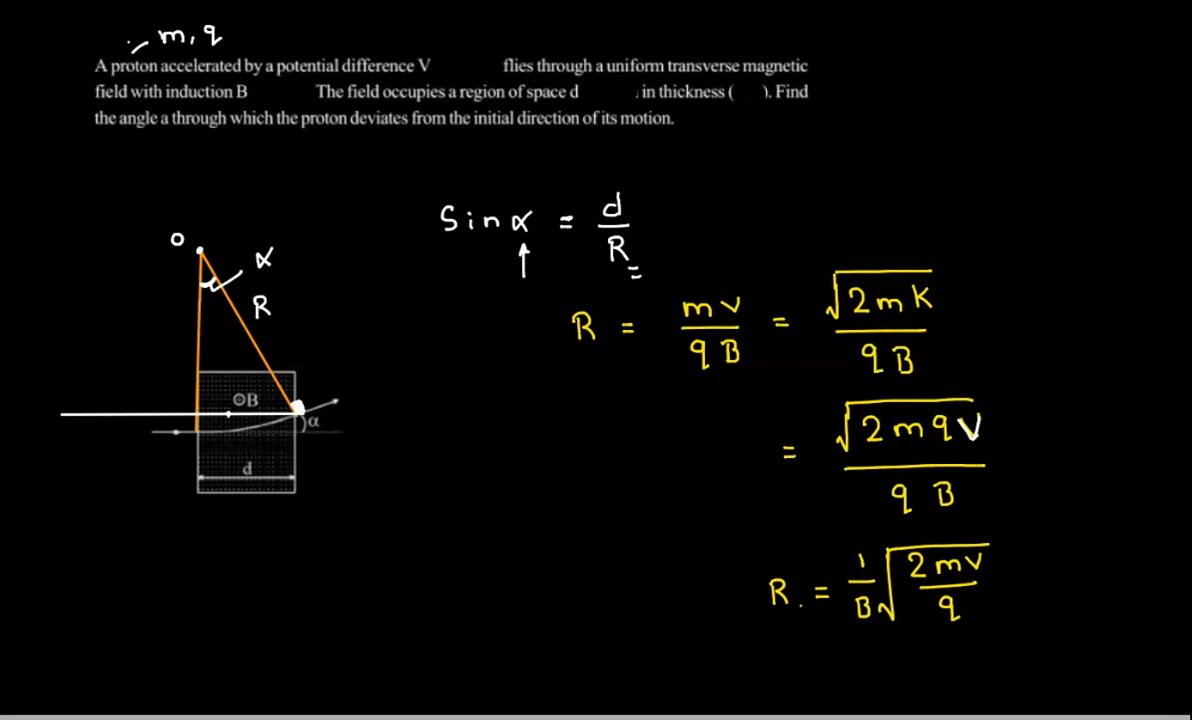 m, q
A proton accelerated by a potential difference V flies through a uniform transverse magnetic
field with induction B The field occupies a region of space d in thickness ( ). Find
the angle a through which the proton deviates from the initial direction of its motion.
Sin α = d/R
O
α
R
R = mv/qB = √2mK/qB
⊙B
α
= √2mqV/qB
d
R = 1/B √2mV/q